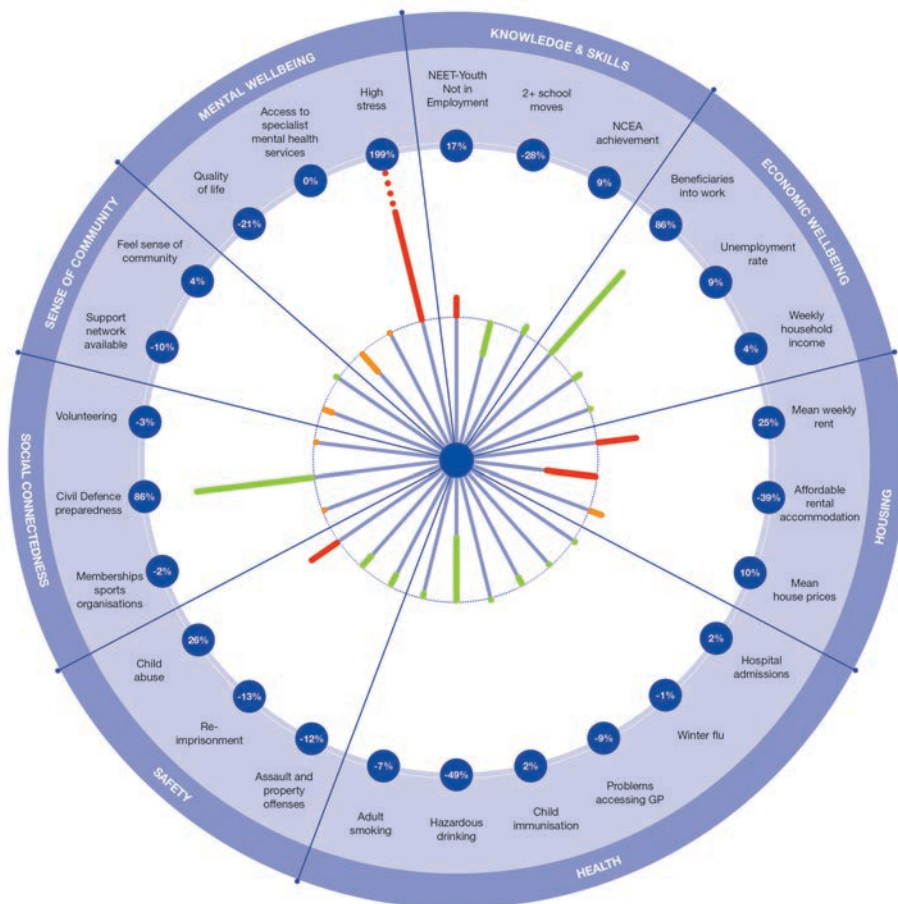 KNOWLEDGE & SKILLS
NEET-Youth
Not in
Employment
17%
2+ school
moves
-28%
NCEA
achievement
9%
ECONOMIC WELLBEING
Beneficiaries
into work
86%
Unemployment
rate
9%
Weekly
household
income
4%
HOUSING
Mean weekly
rent
25%
Affordable
rental
accommodation
-39%
Mean
house prices
10%
HEALTH
Hospital
admissions
2%
Winter flu
-1%
Problems
accessing GP
-9%
Child
immunisation
2%
Hazardous
drinking
-49%
Adult
smoking
-7%
SAFETY
Assault and
property
offenses
-12%
Re-
imprisonment
-13%
Child
abuse
26%
SOCIAL CONNECTEDNESS
Memberships
sports
organisations
-2%
Civil Defence
preparedness
86%
Volunteering
-3%
SENSE OF COMMUNITY
Support
network
available
-10%
Feel sense of
community
4%
MENTAL WELLBEING
Quality
of life
-21%
Access to
specialist
mental health
services
0%
High
stress
199%